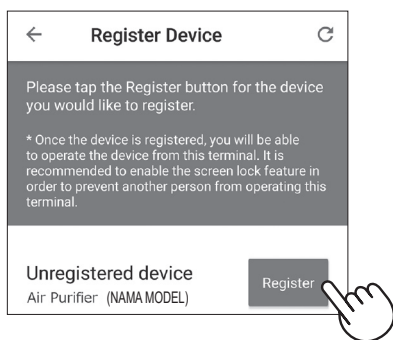 Register Device
Please tap the Register button for the device
you would like to register.
* Once the device is registered, you will be able
to operate the device from this terminal. It is
recommended to enable the screen lock feature in
order to prevent another person from operating this
terminal.
Unregistered device
Register
Air Purifier (NAMA MODEL)